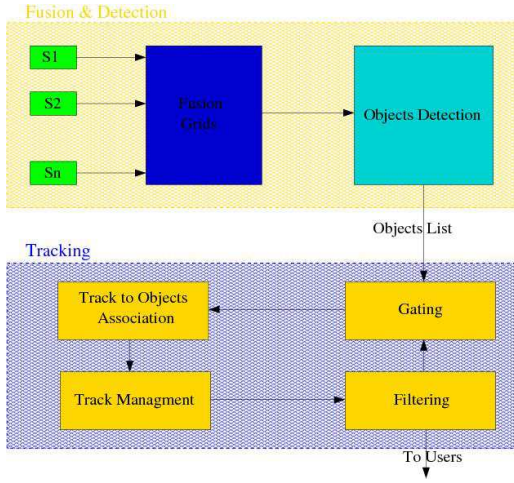 Fusion & Detection
S1
S2
Sn
Fusion
Grids
Objects Detection
Objects List
Tracking
Track to Objects
Association
Gating
Track Managment
Filtering
To Users